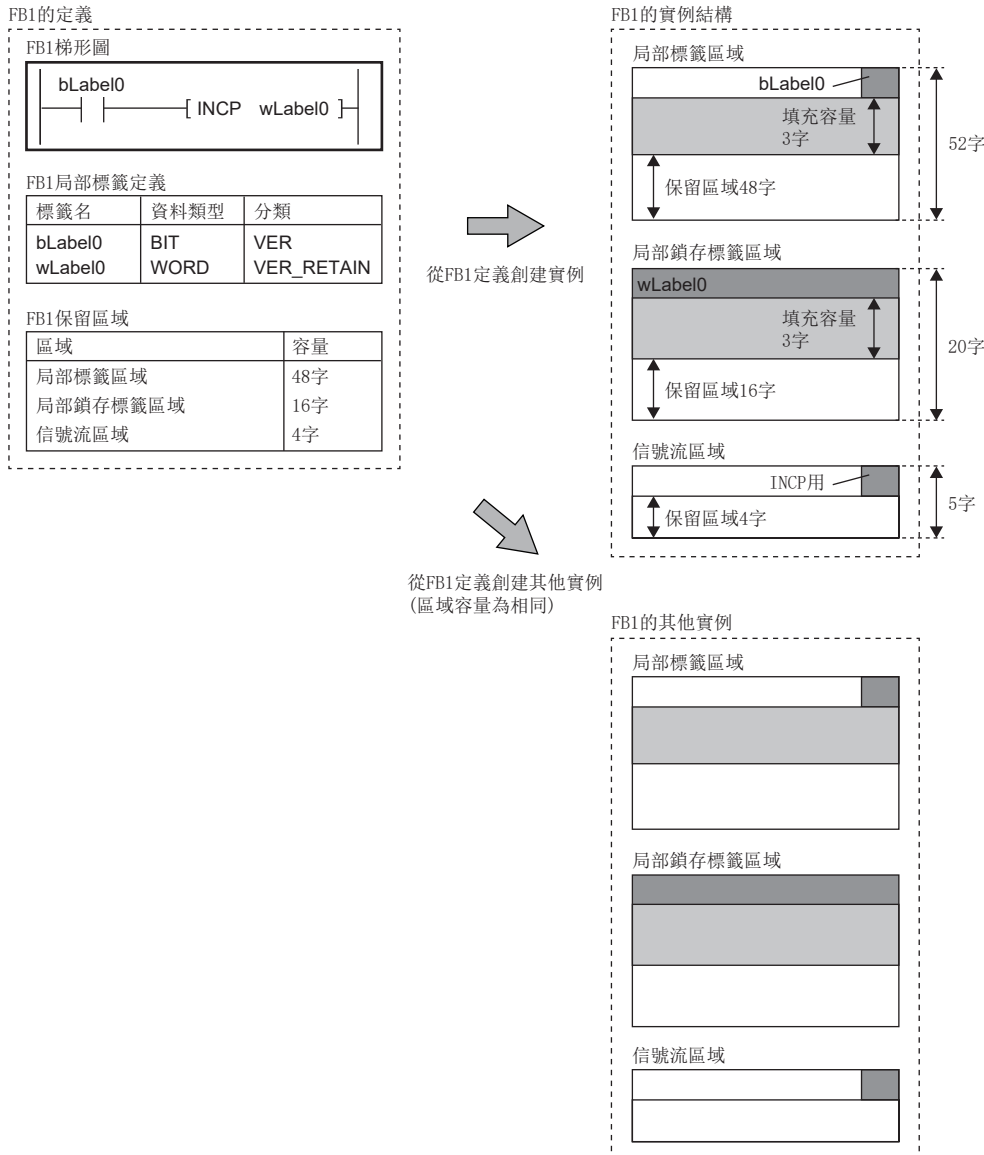 FB1的定義
FB1梯形圖
bLabel0
INCP wLabel0
FB1局部標籤定義
標籤名 資料類型 分類
bLabel0 BIT VER
wLabel0 WORD VER_RETAIN
FB1保留區域
區域 容量
局部標籤區域 48字
局部鎖存標籤區域 16字
信號流區域 4字
從FB1定義創建實例
從FB1定義創建其他實例
(區域容量為相同)
FB1的實例結構
局部標籤區域
bLabel0
填充容量
3字
52字
保留區域48字
局部鎖存標籤區域
wLabel0
填充容量
3字
20字
保留區域16字
信號流區域
INCP用
5字
保留區域4字
FB1的其他實例
局部標籤區域
局部鎖存標籤區域
信號流區域